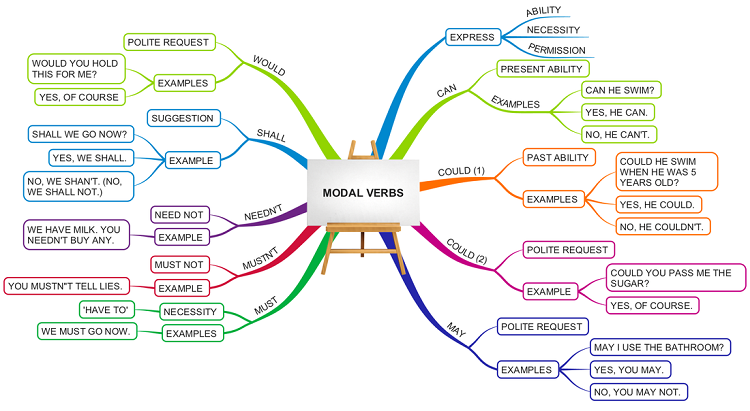 MODAL VERBS
EXPRESS
ABILITY
NECESSITY
PERMISSION
CAN
PRESENT ABILITY
EXAMPLES
CAN HE SWIM?
YES, HE CAN.
NO, HE CAN'T.
COULD (1)
PAST ABILITY
EXAMPLES
COULD HE SWIM
WHEN HE WAS 5
YEARS OLD?
YES, HE COULD.
NO, HE COULDN'T.
COULD (2)
POLITE REQUEST
EXAMPLE
COULD YOU PASS ME THE
SUGAR?
YES, OF COURSE.
MAY
POLITE REQUEST
EXAMPLES
MAY I USE THE BATHROOM?
YES, YOU MAY.
NO, YOU MAY NOT.
WOULD
POLITE REQUEST
EXAMPLES
WOULD YOU HOLD
THIS FOR ME?
YES, OF COURSE
SHALL
SUGGESTION
EXAMPLE
SHALL WE GO NOW?
YES, WE SHALL.
NO, WE SHAN'T. (NO,
WE SHALL NOT.)
NEEDN'T
NEED NOT
EXAMPLE
WE HAVE MILK. YOU
NEEDN'T BUY ANY.
MUSTN'T
MUST NOT
EXAMPLE
YOU MUSTN"T TELL LIES.
MUST
NECESSITY
'HAVE TO'
EXAMPLES
WE MUST GO NOW.